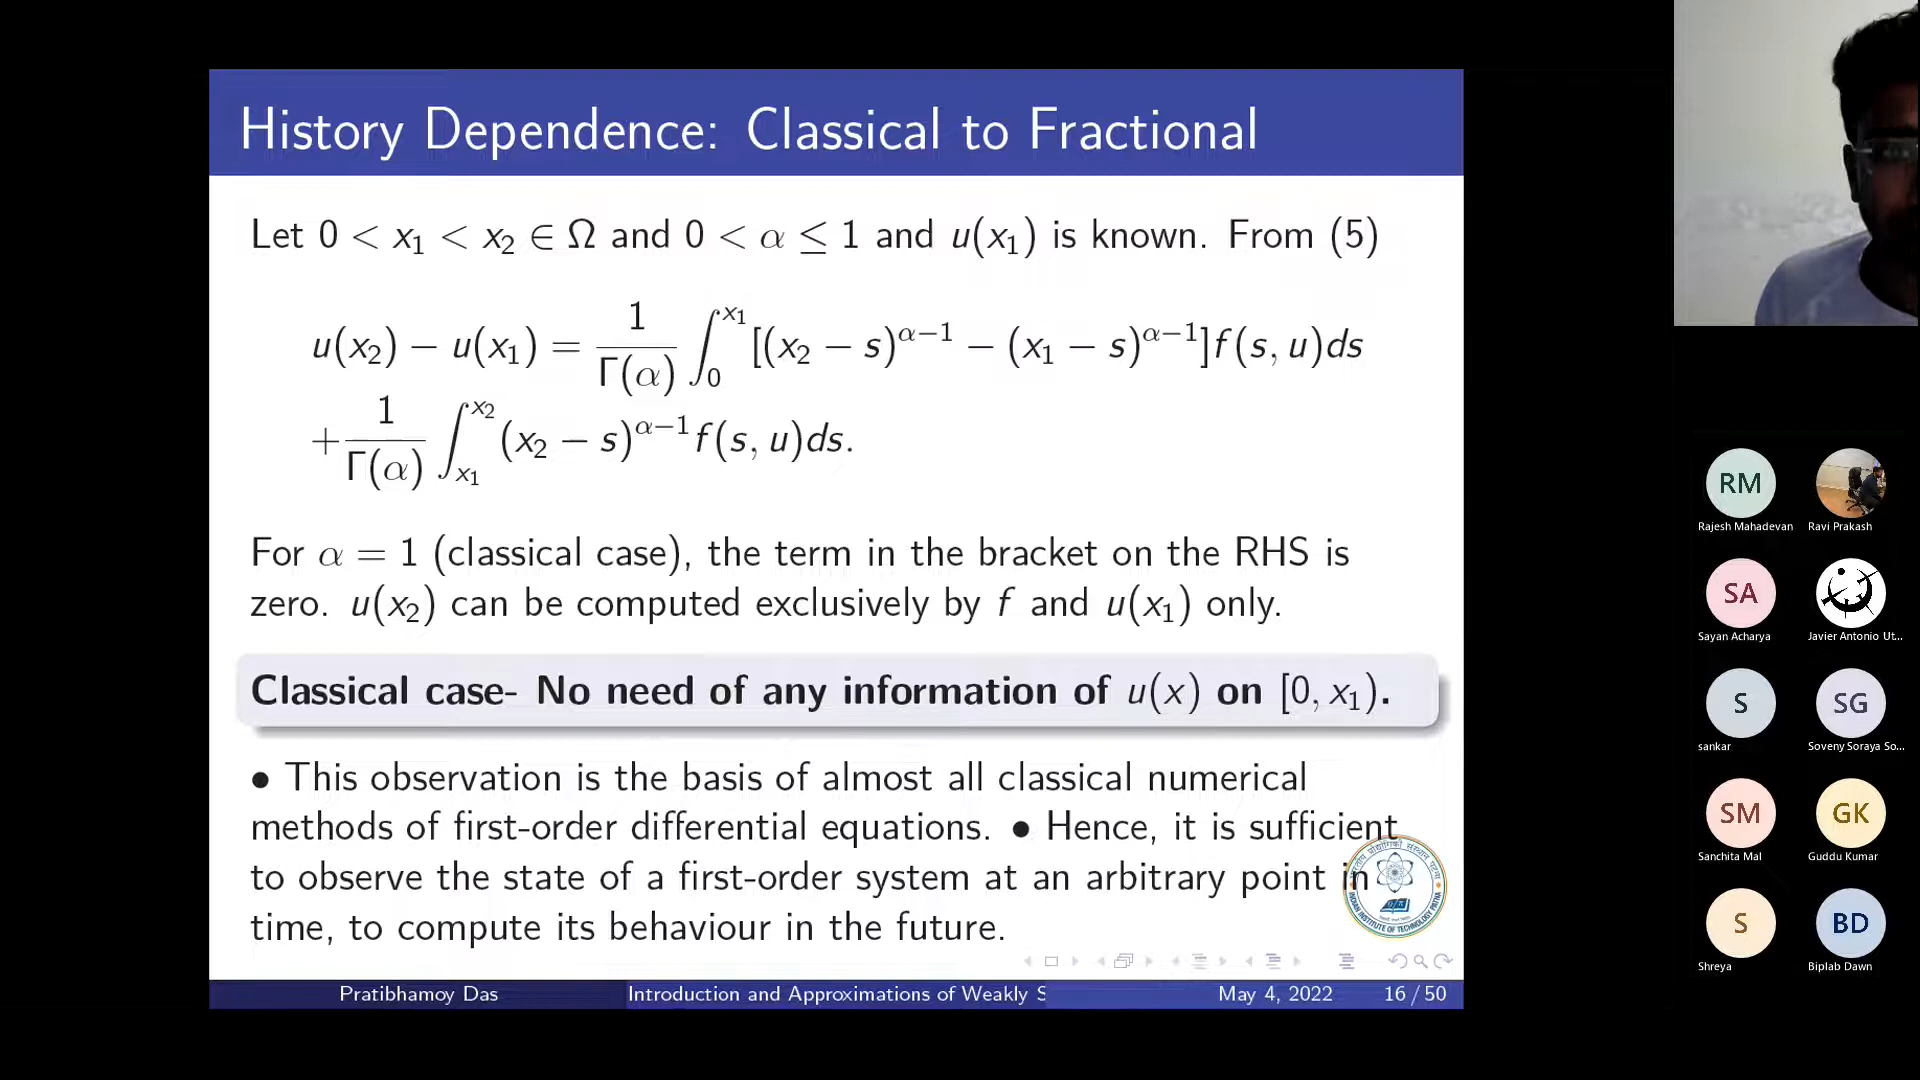 History Dependence: Classical to Fractional
Let 0 < x₁ < x₂ ∈ Ω and 0 < α ≤ 1 and u(x₁) is known. From (5)
u(x₂) − u(x₁) = 1/Γ(α) ∫₀^x₁ [(x₂ − s)^α−1 − (x₁ − s)^α−1] f(s, u)ds
+ 1/Γ(α) ∫_x₁^x₂ (x₂ − s)^α−1 f(s, u)ds.
For α = 1 (classical case), the term in the bracket on the RHS is
zero. u(x₂) can be computed exclusively by f and u(x₁) only.
Classical case- No need of any information of u(x) on [0, x₁).
• This observation is the basis of almost all classical numerical
methods of first-order differential equations. • Hence, it is sufficient
to observe the state of a first-order system at an arbitrary point in
time, to compute its behaviour in the future.
Pratibhamoy Das Introduction and Approximations of Weakly S May 4, 2022 16 / 50
RM
Rajesh Mahadevan Ravi Prakash
SA
Sayan Acharya Javier Antonio Ut...
S SG
sankar Soveny Soraya So...
SM GK
Sanchita Mal Guddu Kumar
S BD
Shreya Biplab Dawn
INDIAN INSTITUTE OF TECHNOLOGY PATNA